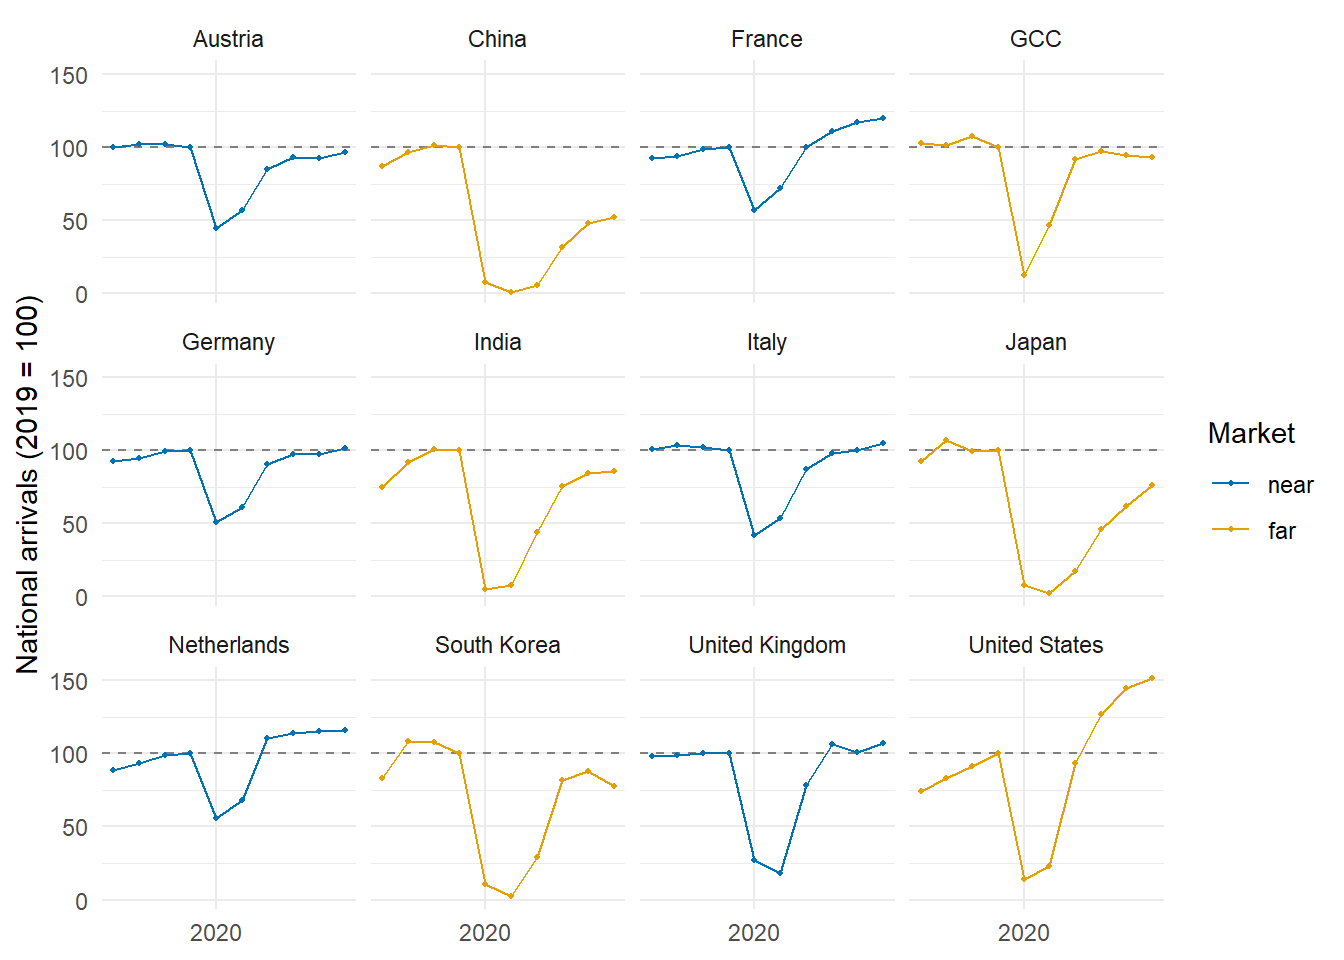 Austria China France GCC
150
100
50
0
Germany India Italy Japan
150
100
50
0
Netherlands South Korea United Kingdom United States
150
100
50
0
2020 2020 2020 2020
National arrivals (2019 = 100)
Market
near
far